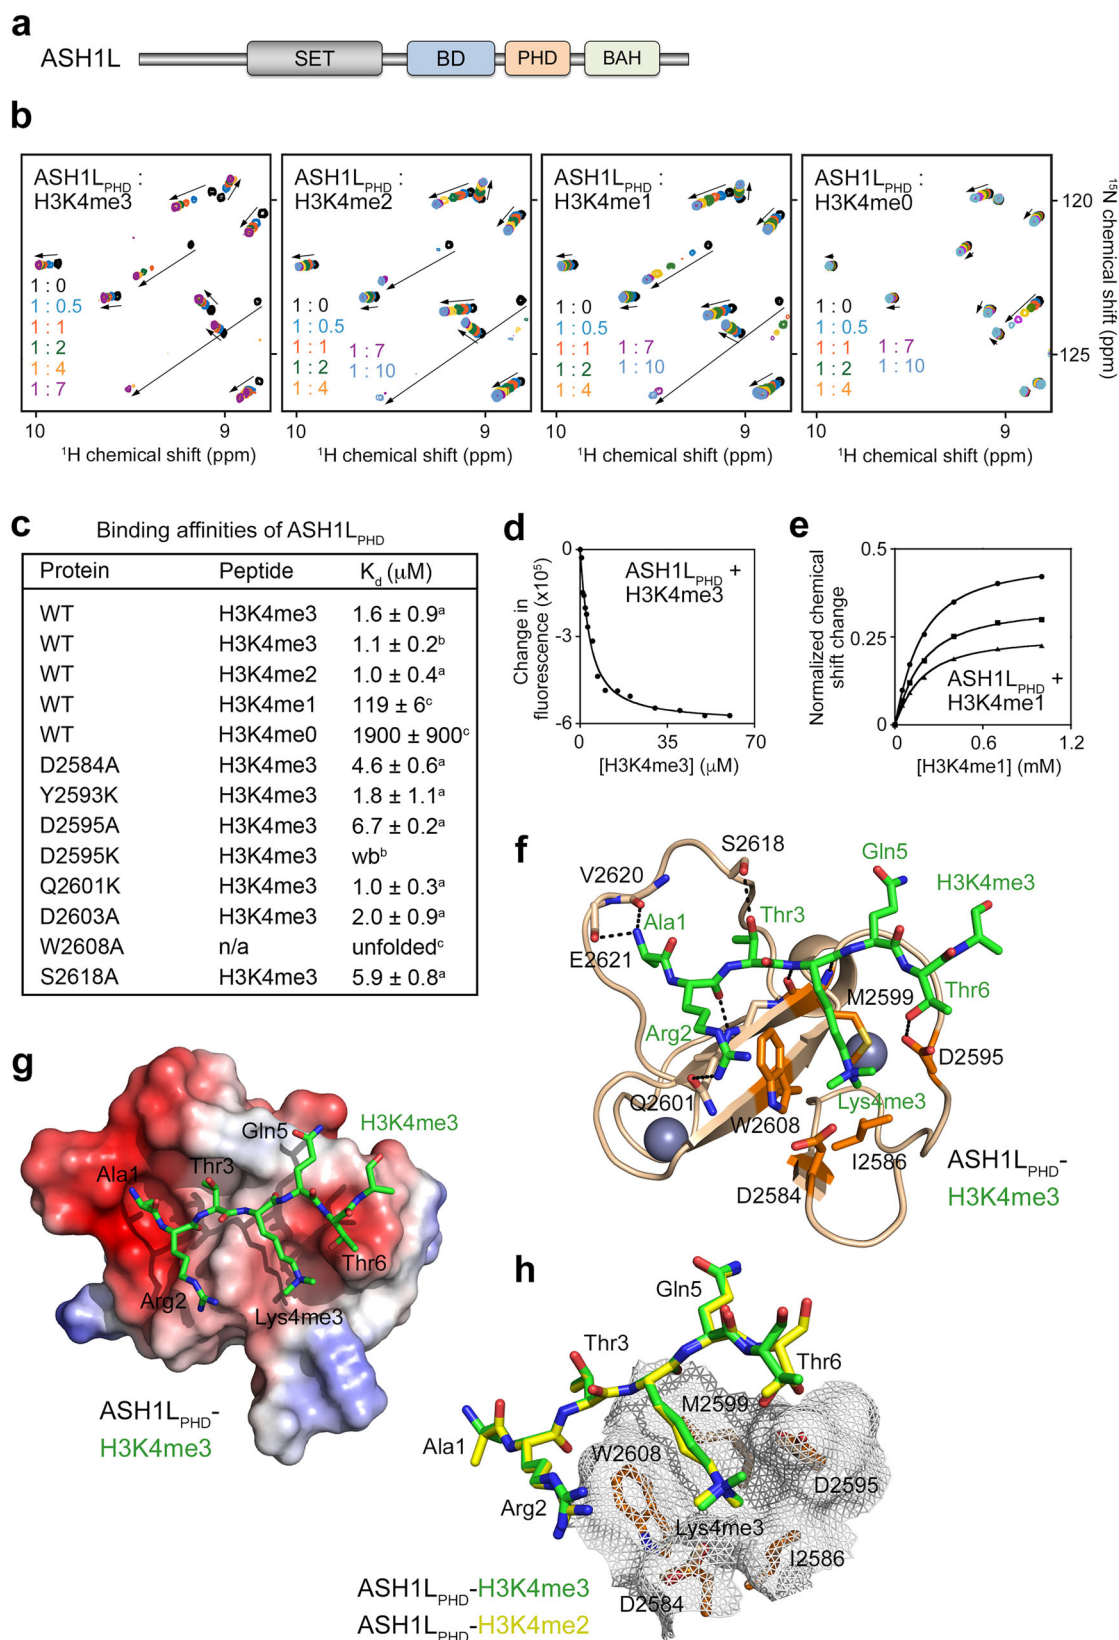 a
ASH1L
SET
BD
PHD
BAH
b
ASH1LPHD :
H3K4me3
1 : 0
1 : 0.5
1 : 1
1 : 2
1 : 4
1 : 7
10
9
1H chemical shift (ppm)
ASH1LPHD :
H3K4me2
1 : 0
1 : 0.5
1 : 1
1 : 2
1 : 4
1 : 7
1 : 10
10
9
1H chemical shift (ppm)
ASH1LPHD :
H3K4me1
1 : 0
1 : 0.5
1 : 1
1 : 2
1 : 4
1 : 7
1 : 10
10
9
1H chemical shift (ppm)
ASH1LPHD :
H3K4me0
1 : 0
1 : 0.5
1 : 1
1 : 2
1 : 4
1 : 7
1 : 10
10
9
1H chemical shift (ppm)
120
125
15N chemical shift (ppm)
c
Binding affinities of ASH1LPHD
Protein Peptide Kd (μM)
WT H3K4me3 1.6 ± 0.9a
WT H3K4me3 1.1 ± 0.2b
WT H3K4me2 1.0 ± 0.4a
WT H3K4me1 119 ± 6c
WT H3K4me0 1900 ± 900c
D2584A H3K4me3 4.6 ± 0.6a
Y2593K H3K4me3 1.8 ± 1.1a
D2595A H3K4me3 6.7 ± 0.2a
D2595K H3K4me3 wbb
Q2601K H3K4me3 1.0 ± 0.3a
D2603A H3K4me3 2.0 ± 0.9a
W2608A n/a unfoldedc
S2618A H3K4me3 5.9 ± 0.8a
d
Change in
fluorescence (x105)
0
-3
-6
ASH1LPHD +
H3K4me3
0
35
70
[H3K4me3] (μM)
e
Normalized chemical
shift change
0.5
0.25
0
ASH1LPHD +
H3K4me1
0
0.6
1.2
[H3K4me1] (mM)
f
S2618
V2620
Gln5
H3K4me3
Ala1
Thr3
E2621
M2599
Thr6
Arg2
D2595
Q2601
Lys4me3
W2608
I2586
D2584
ASH1LPHD-
H3K4me3
g
Gln5
H3K4me3
Thr3
Ala1
Thr6
Arg2
Lys4me3
ASH1LPHD-
H3K4me3
h
Gln5
Thr3
Thr6
M2599
Ala1
W2608
D2595
Arg2
Lys4me3
I2586
D2584
ASH1LPHD-H3K4me3
ASH1LPHD-H3K4me2